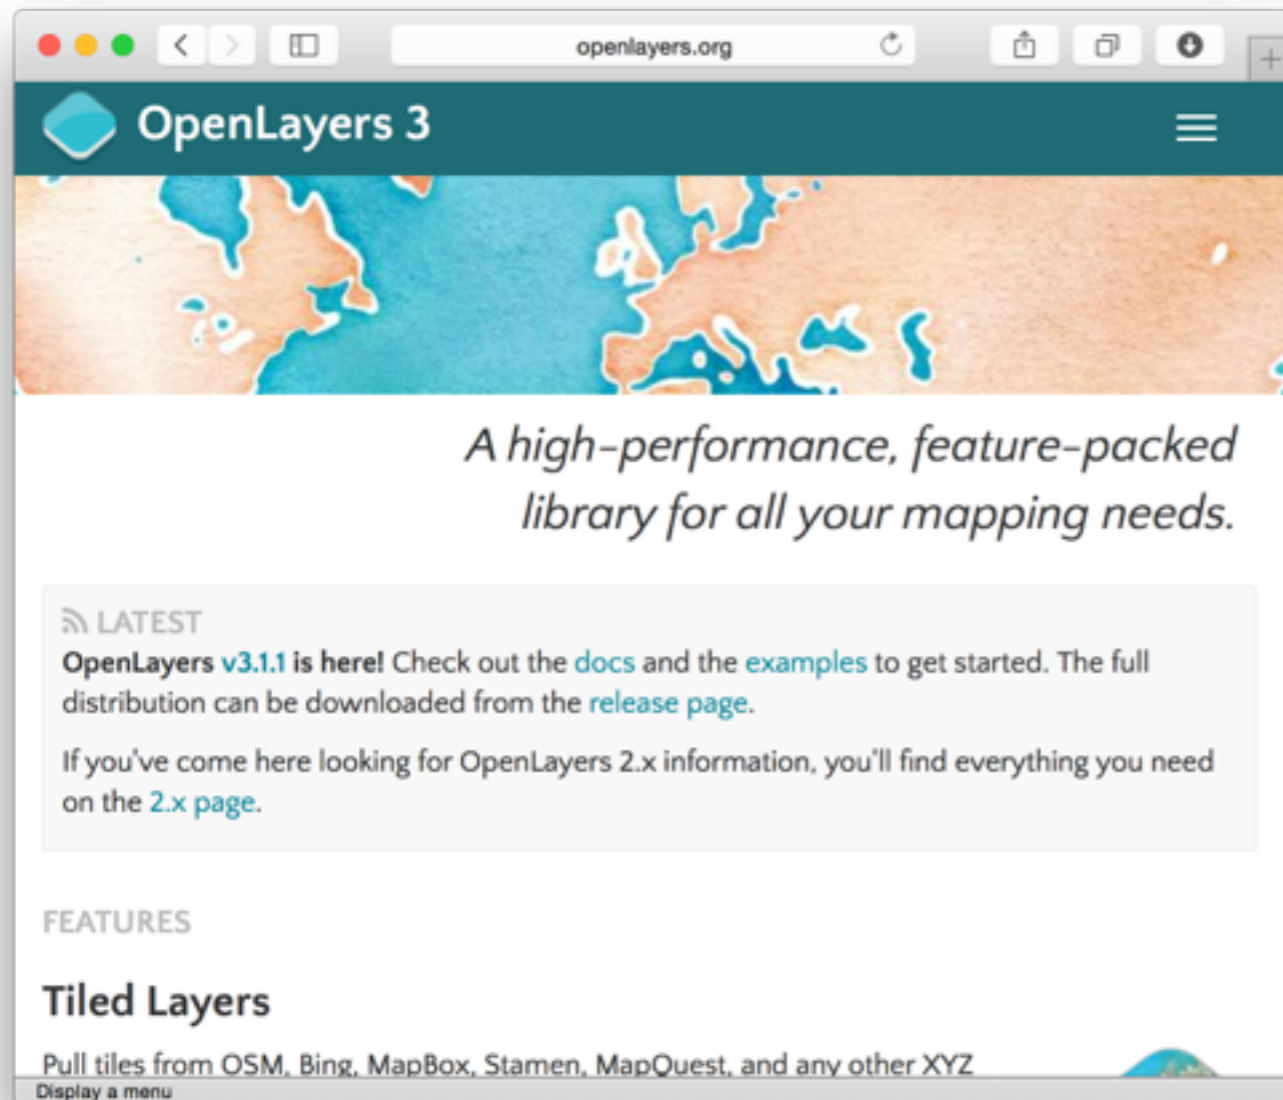 openlayers.org
OpenLayers 3
A high-performance, feature-packed
library for all your mapping needs.
LATEST
OpenLayers v3.1.1 is here! Check out the docs and the examples to get started. The full
distribution can be downloaded from the release page.
If you've come here looking for OpenLayers 2.x information, you'll find everything you need
on the 2.x page.
FEATURES
Tiled Layers
Pull tiles from OSM, Bing, MapBox, Stamen, MapQuest, and any other XYZ
Display a menu